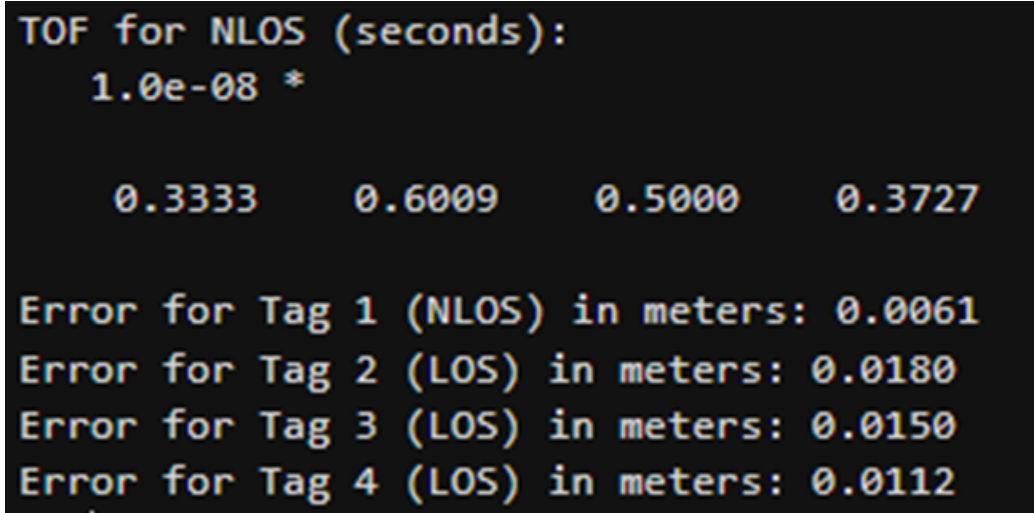 TOF for NLOS (seconds):
1.0e-08 *
0.3333 0.6009 0.5000 0.3727
Error for Tag 1 (NLOS) in meters: 0.0061
Error for Tag 2 (LOS) in meters: 0.0180
Error for Tag 3 (LOS) in meters: 0.0150
Error for Tag 4 (LOS) in meters: 0.0112